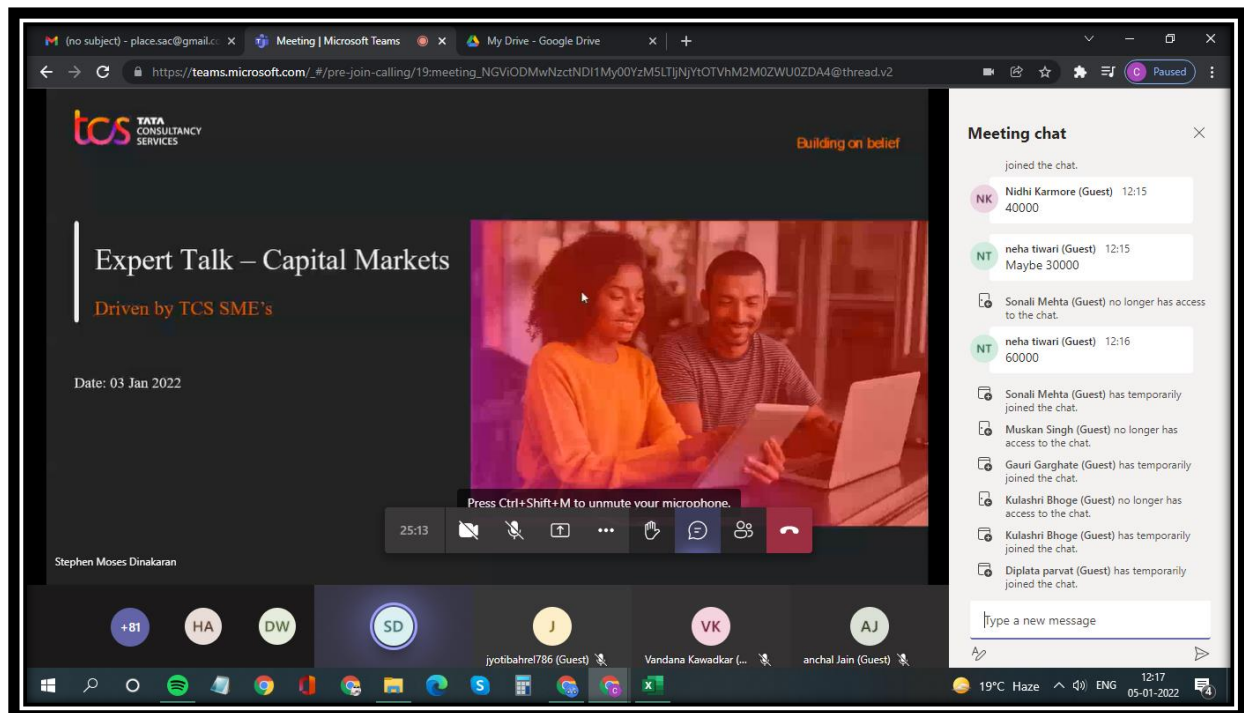 (no subject) - place.sac@gmail.c
Meeting | Microsoft Teams
My Drive - Google Drive
https://teams.microsoft.com/_#/pre-join-calling/19:meeting_NGViODMwNzctNDI1My00YzM5LTljNjYtOTVhM2M0ZWU0ZDA4@thread.v2
C Paused
tcs TATA
CONSULTANCY
SERVICES
Building on belief
Expert Talk – Capital Markets
Driven by TCS SME's
Date: 03 Jan 2022
Press Ctrl+Shift+M to unmute your microphone.
25:13
Stephen Moses Dinakaran
+81
HA
DW
SD
J
VK
AJ
jyotibahrel786 (Guest)
Vandana Kawadkar (...
anchal Jain (Guest)
Meeting chat
joined the chat.
NK
Nidhi Karmore (Guest) 12:15
40000
NT
neha tiwari (Guest) 12:15
Maybe 30000
Sonali Mehta (Guest) no longer has access
to the chat.
NT
neha tiwari (Guest) 12:16
60000
Sonali Mehta (Guest) has temporarily
joined the chat.
Muskan Singh (Guest) no longer has
access to the chat.
Gauri Garghate (Guest) has temporarily
joined the chat.
Kulashri Bhoge (Guest) no longer has
access to the chat.
Kulashri Bhoge (Guest) has temporarily
joined the chat.
Diplata parvat (Guest) has temporarily
joined the chat.
Type a new message
19°C Haze
ENG
12:17
05-01-2022
4